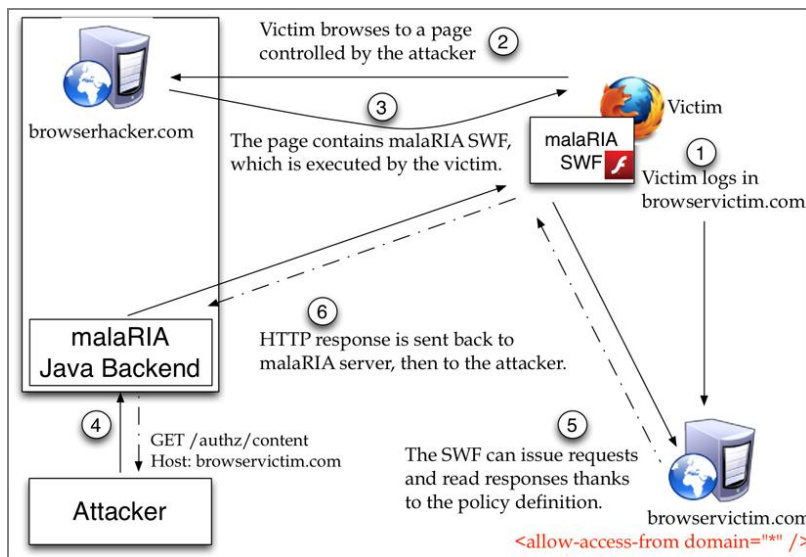 Victim browses to a page
controlled by the attacker
2
browserhacker.com
3
The page contains malaRIA SWF,
which is executed by the victim.
Victim
malaRIA
SWF
1
Victim logs in
browservictim.com
malaRIA
Java Backend
6
HTTP response is sent back to
malaRIA server, then to the attacker.
4
GET /authz/content
Host: browservictim.com
Attacker
5
The SWF can issue requests
and read responses thanks
to the policy definition.
browservictim.com
<allow-access-from domain="*" />